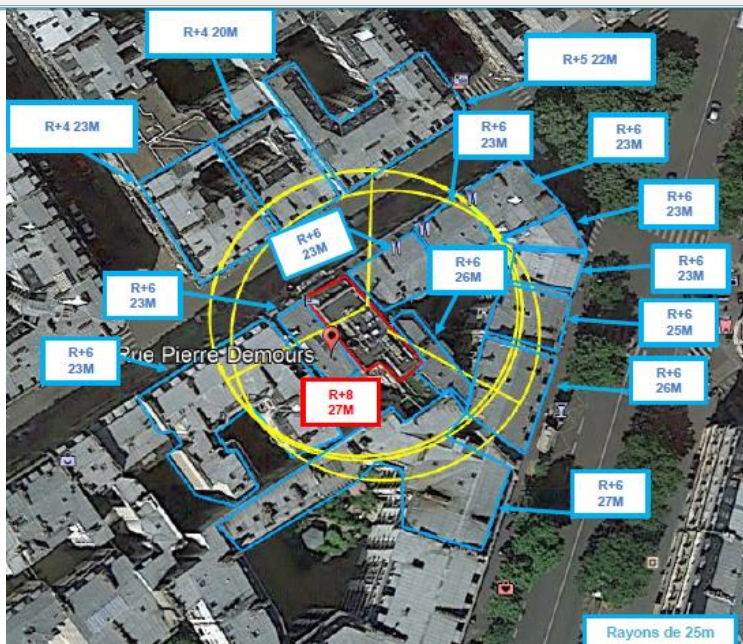 R+4 20M
R+5 22M
R+4 23M
R+6
23M
R+6
23M
R+6
23M
R+6
23M
R+6
26M
R+6
23M
R+6
23M
R+6
25M
R+6
23M
Rue Pierre Demours
R+6
26M
R+8
27M
R+6
27M
Rayons de 25m